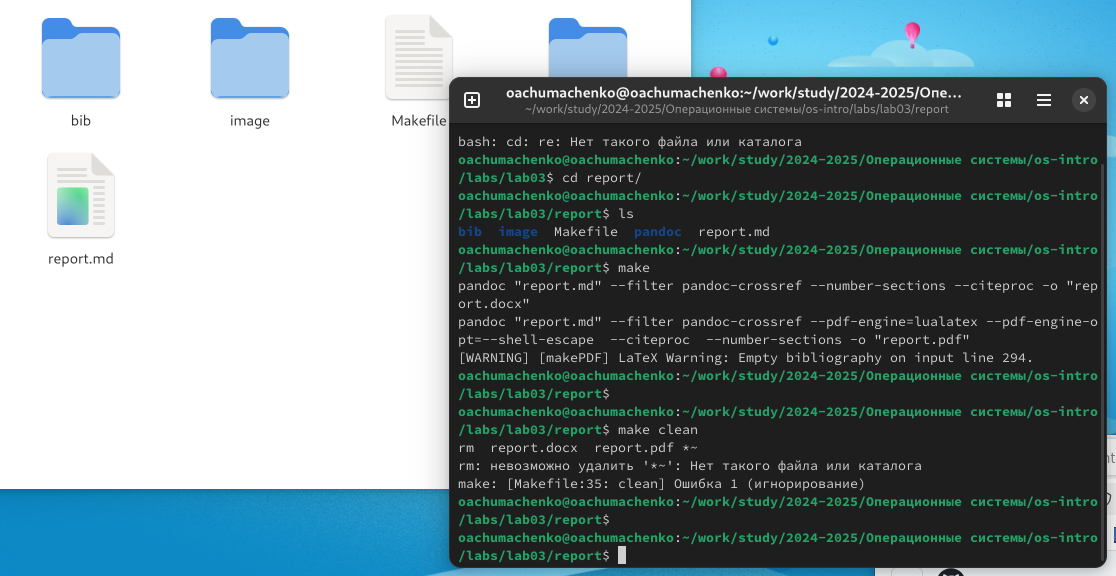 bib
image
Makefile
report.md
oachumachenko@oachumachenko:~/work/study/2024-2025/Опе...
~/work/study/2024-2025/Операционные системы/os-intro/labs/lab03/report
bash: cd: re: Нет такого файла или каталога
oachumachenko@oachumachenko:~/work/study/2024-2025/Операционные системы/os-intro
/labs/lab03$ cd report/
oachumachenko@oachumachenko:~/work/study/2024-2025/Операционные системы/os-intro
/labs/lab03/report$ ls
bib  image  Makefile  pandoc  report.md
oachumachenko@oachumachenko:~/work/study/2024-2025/Операционные системы/os-intro
/labs/lab03/report$ make
pandoc "report.md" --filter pandoc-crossref --number-sections --citeproc -o "rep
ort.docx"
pandoc "report.md" --filter pandoc-crossref --pdf-engine=lualatex --pdf-engine-o
pt=--shell-escape  --citeproc  --number-sections -o "report.pdf"
[WARNING] [makePDF] LaTeX Warning: Empty bibliography on input line 294.
oachumachenko@oachumachenko:~/work/study/2024-2025/Операционные системы/os-intro
/labs/lab03/report$
oachumachenko@oachumachenko:~/work/study/2024-2025/Операционные системы/os-intro
/labs/lab03/report$ make clean
rm  report.docx  report.pdf *~
rm: невозможно удалить '*~': Нет такого файла или каталога
make: [Makefile:35: clean] Ошибка 1 (игнорирование)
oachumachenko@oachumachenko:~/work/study/2024-2025/Операционные системы/os-intro
/labs/lab03/report$
oachumachenko@oachumachenko:~/work/study/2024-2025/Операционные системы/os-intro
/labs/lab03/report$